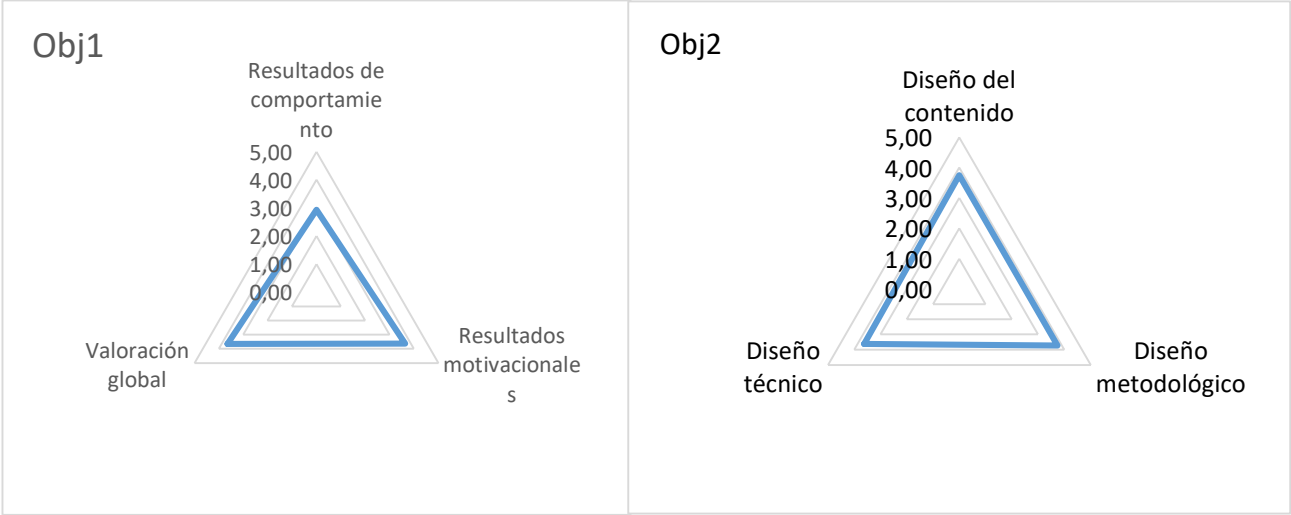 Obj1
Resultados de
comportamie
nto
5,00
4,00
3,00
2,00
1,00
0,00
Valoración
global
Resultados
motivacionale
s
Obj2
Diseño del
contenido
5,00
4,00
3,00
2,00
1,00
0,00
Diseño
técnico
Diseño
metodológico